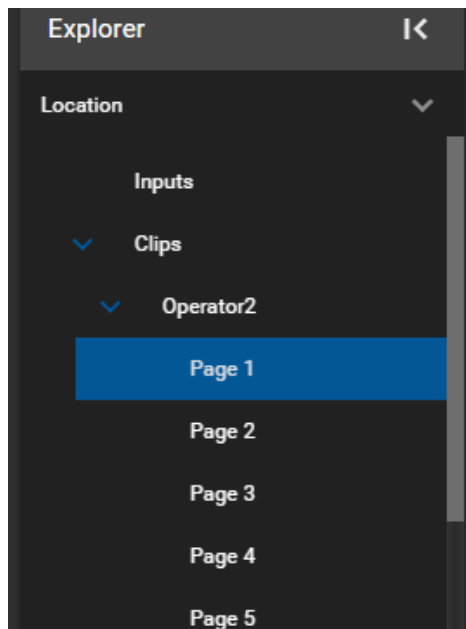 Explorer
Location
Inputs
Clips
Operator2
Page 1
Page 2
Page 3
Page 4
Page 5